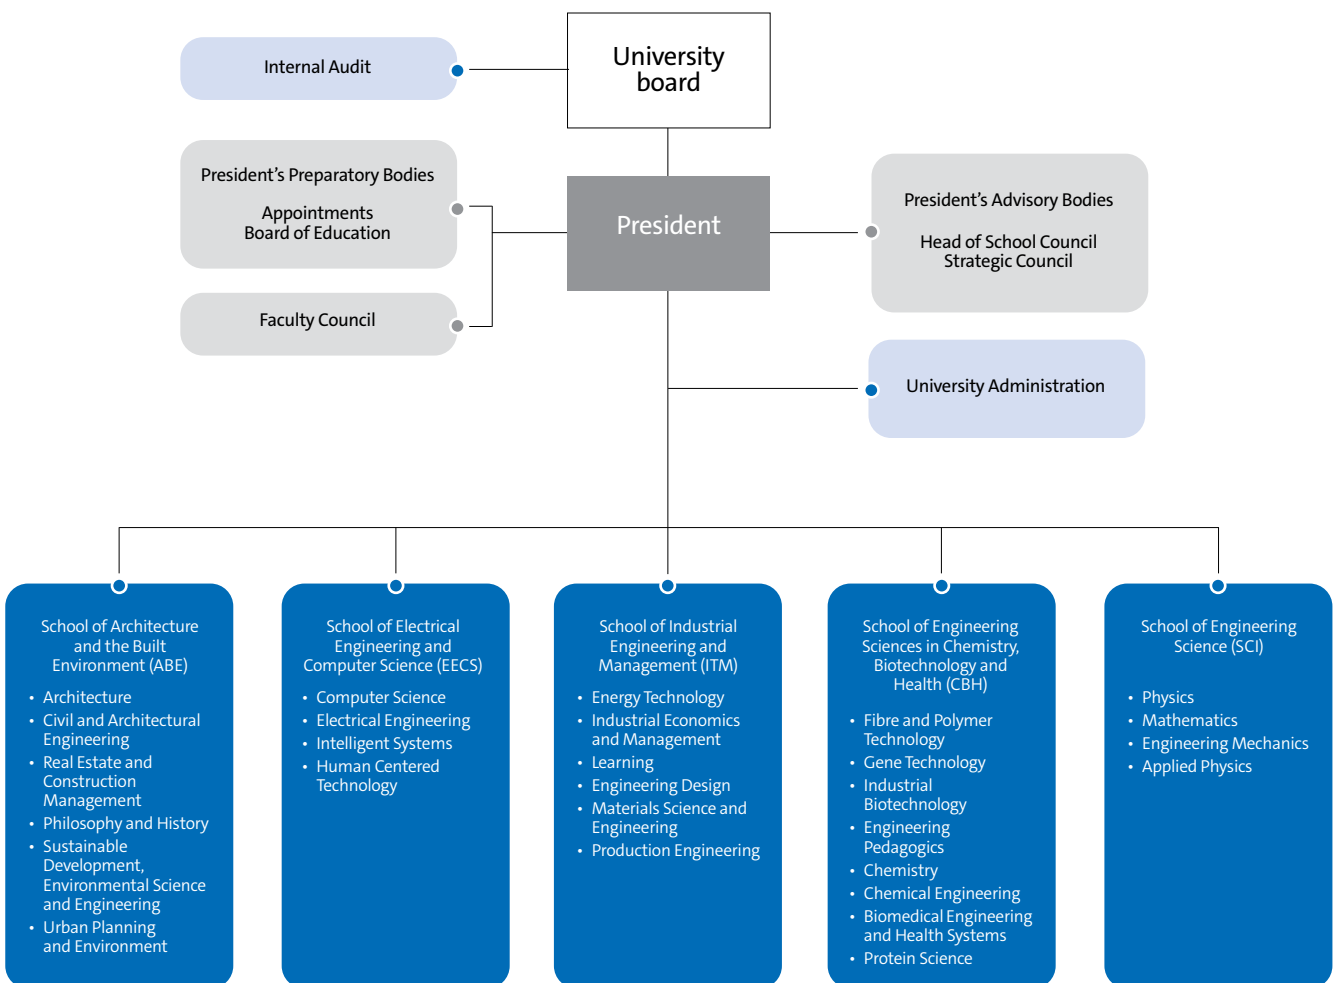 University
board
Internal Audit
President's Preparatory Bodies
Appointments
Board of Education
President
President's Advisory Bodies
Head of School Council
Strategic Council
Faculty Council
University Administration
School of Architecture
and the Built
Environment (ABE)
• Architecture
• Civil and Architectural
Engineering
• Real Estate and
Construction
Management
• Philosophy and History
• Sustainable
Development,
Environmental Science
and Engineering
• Urban Planning
and Environment
School of Electrical
Engineering and
Computer Science (EECS)
• Computer Science
• Electrical Engineering
• Intelligent Systems
• Human Centered
Technology
School of Industrial
Engineering and
Management (ITM)
• Energy Technology
• Industrial Economics
and Management
• Learning
• Engineering Design
• Materials Science and
Engineering
• Production Engineering
School of Engineering
Sciences in Chemistry,
Biotechnology and
Health (CBH)
• Fibre and Polymer
Technology
• Gene Technology
• Industrial
Biotechnology
• Engineering
Pedagogics
• Chemistry
• Chemical Engineering
• Biomedical Engineering
and Health Systems
• Protein Science
School of Engineering
Science (SCI)
• Physics
• Mathematics
• Engineering Mechanics
• Applied Physics